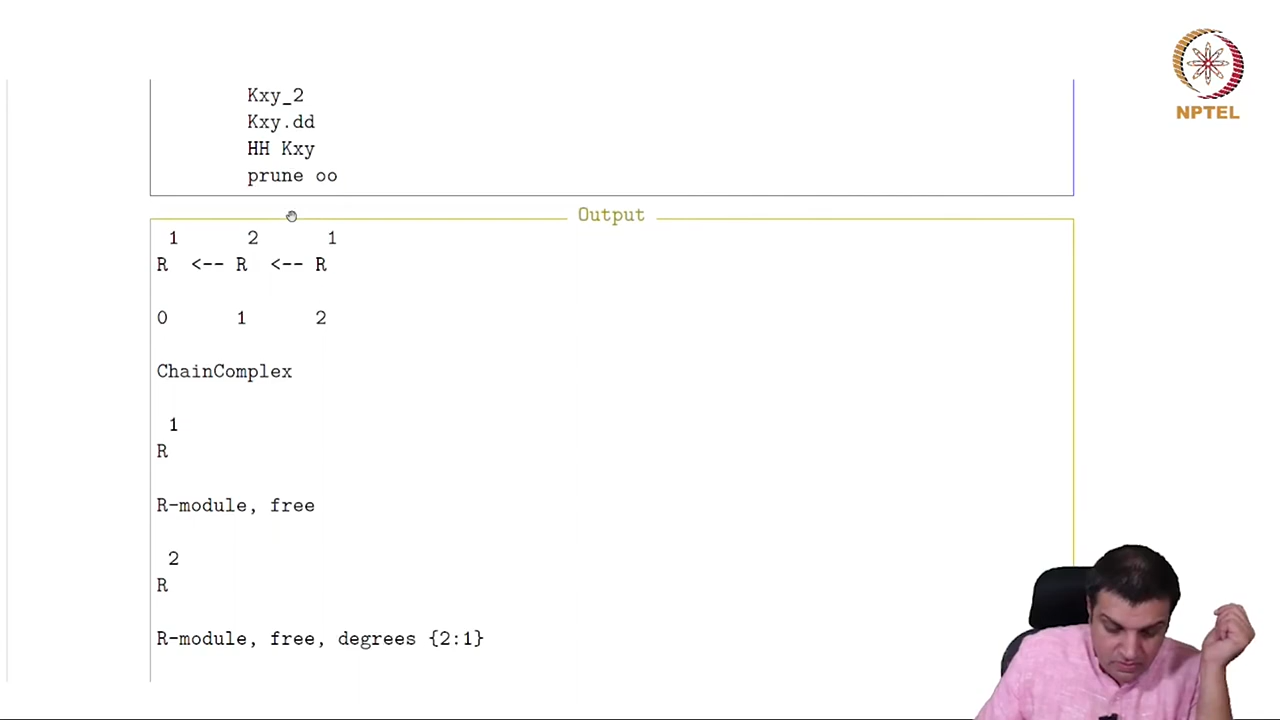 NPTEL
Kxy_2
Kxy.dd
HH Kxy
prune oo
Output
1 2 1
R <-- R <-- R
0 1 2
ChainComplex
1
R
R-module, free
2
R
R-module, free, degrees {2:1}